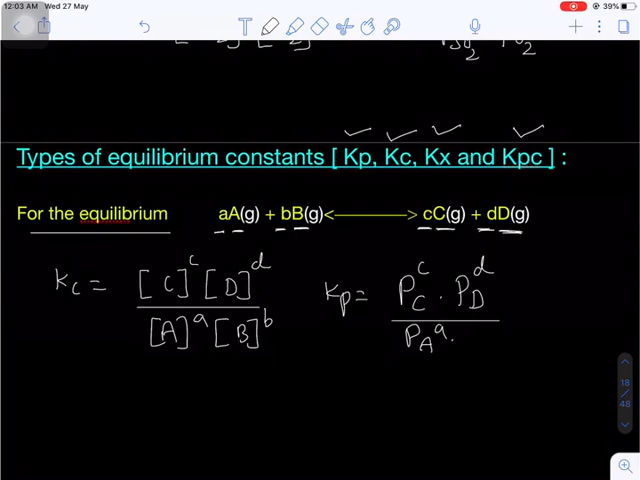 12:03 AM Wed 27 May 39%
Types of equilibrium constants [ Kp, Kc, Kx and Kpc ] :
For the equilibrium aA(g) + bB(g)<————> cC(g) + dD(g)
Kc = [C]^c [D]^d / [A]^a [B]^b Kp = P_C^c . P_D^d / P_A^a .
18
/
48